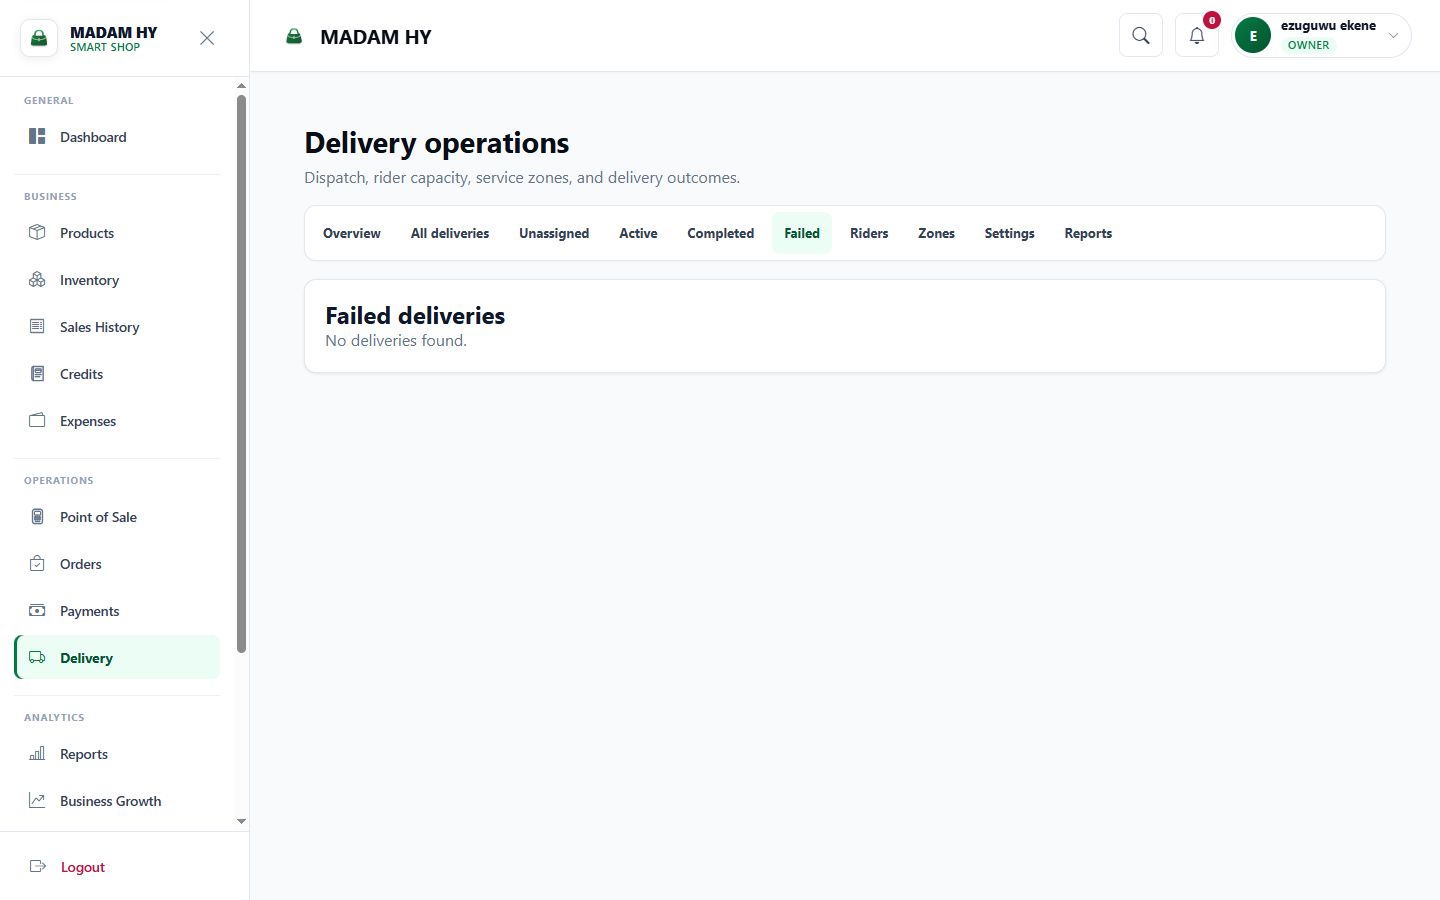 MADAM HY
SMART SHOP
GENERAL
Dashboard
BUSINESS
Products
Inventory
Sales History
Credits
Expenses
OPERATIONS
Point of Sale
Orders
Payments
Delivery
ANALYTICS
Reports
Business Growth
Logout
MADAM HY
0
E
ezuguwu ekene
OWNER
Delivery operations
Dispatch, rider capacity, service zones, and delivery outcomes.
Overview All deliveries Unassigned Active Completed Failed Riders Zones Settings Reports
Failed deliveries
No deliveries found.